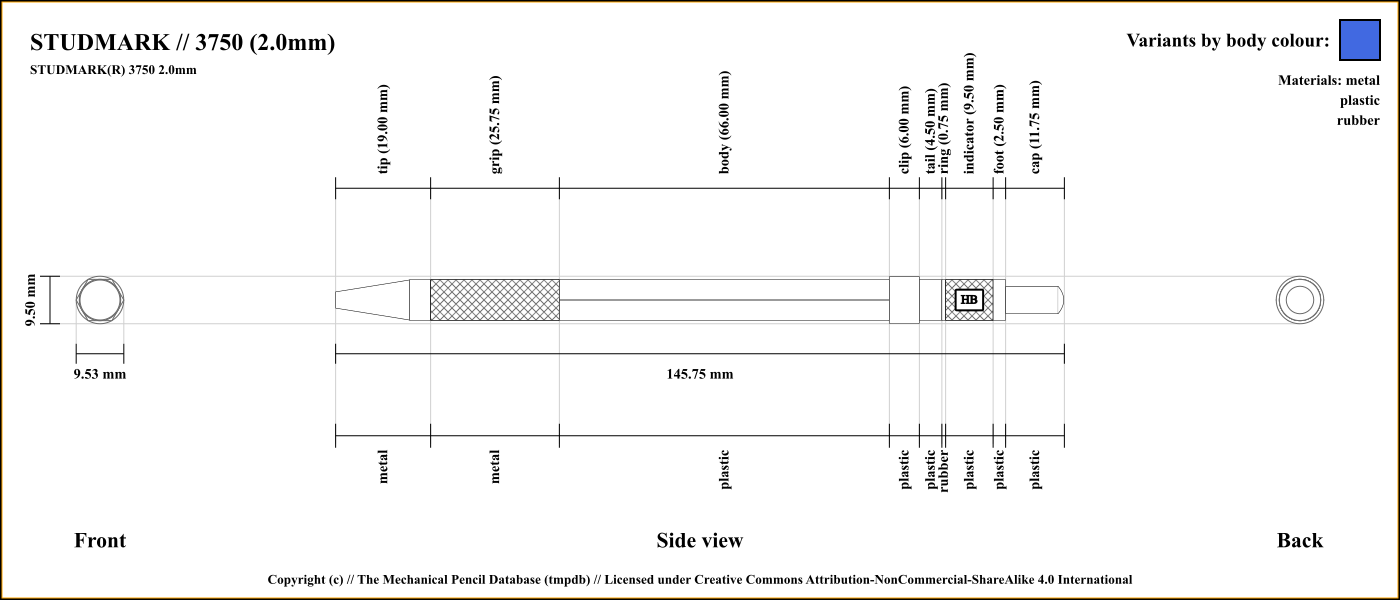 STUDMARK // 3750 (2.0mm)
STUDMARK(R) 3750 2.0mm
Variants by body colour:
Materials: metal
plastic
rubber
tip (19.00 mm)
grip (25.75 mm)
body (66.00 mm)
clip (6.00 mm)
tail (4.50 mm)
ring (0.75 mm)
indicator (9.50 mm)
foot (2.50 mm)
cap (11.75 mm)
9.50 mm
HB
9.53 mm
145.75 mm
metal
metal
plastic
plastic
plastic
rubber
plastic
plastic
plastic
Front
Side view
Back
Copyright (c) // The Mechanical Pencil Database (tmpdb) // Licensed under Creative Commons Attribution-NonCommercial-ShareAlike 4.0 International